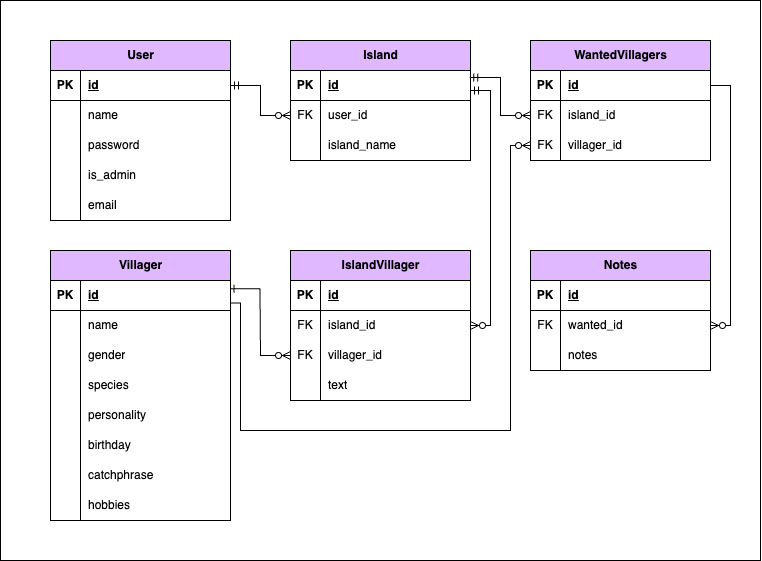 User
PK id
name
password
is_admin
email
Island
PK id
FK user_id
island_name
WantedVillagers
PK id
FK island_id
FK villager_id
Villager
PK id
name
gender
species
personality
birthday
catchphrase
hobbies
IslandVillager
PK id
FK island_id
FK villager_id
text
Notes
PK id
FK wanted_id
notes